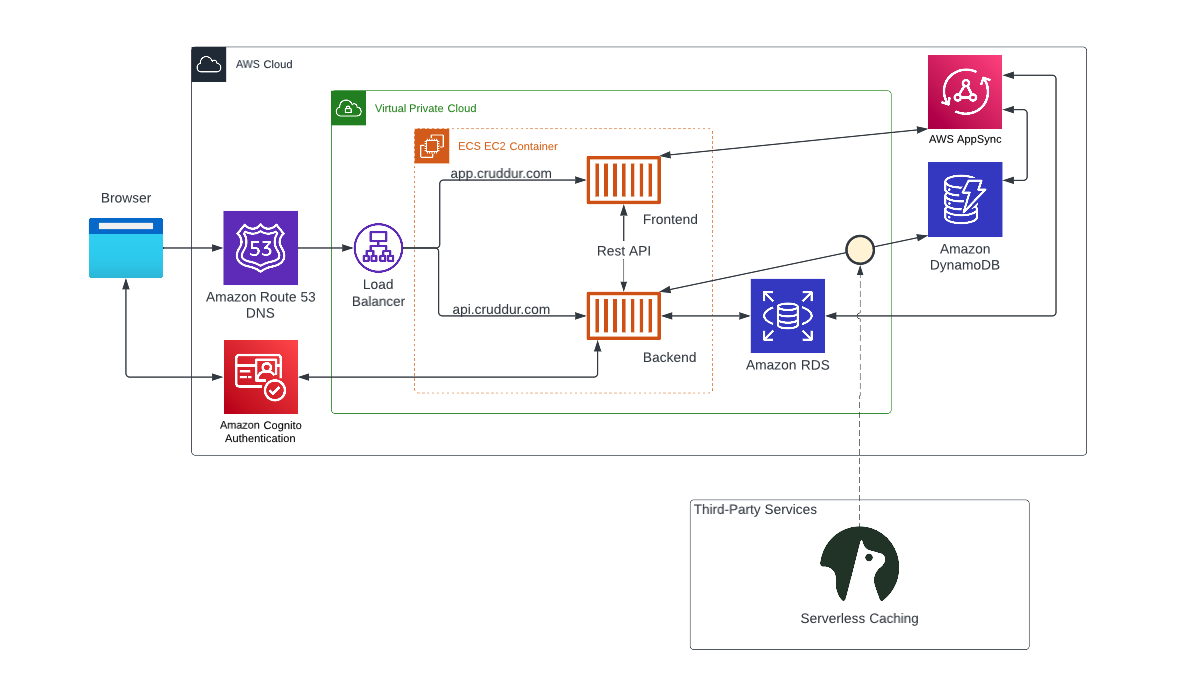 AWS Cloud
Virtual Private Cloud
ECS EC2 Container
app.cruddur.com
AWS AppSync
Browser
Frontend
53
Rest API
Amazon
DynamoDB
Load
Balancer
Amazon Route 53
DNS
api.cruddur.com
Backend
Amazon RDS
Amazon Cognito
Authentication
Third-Party Services
Serverless Caching